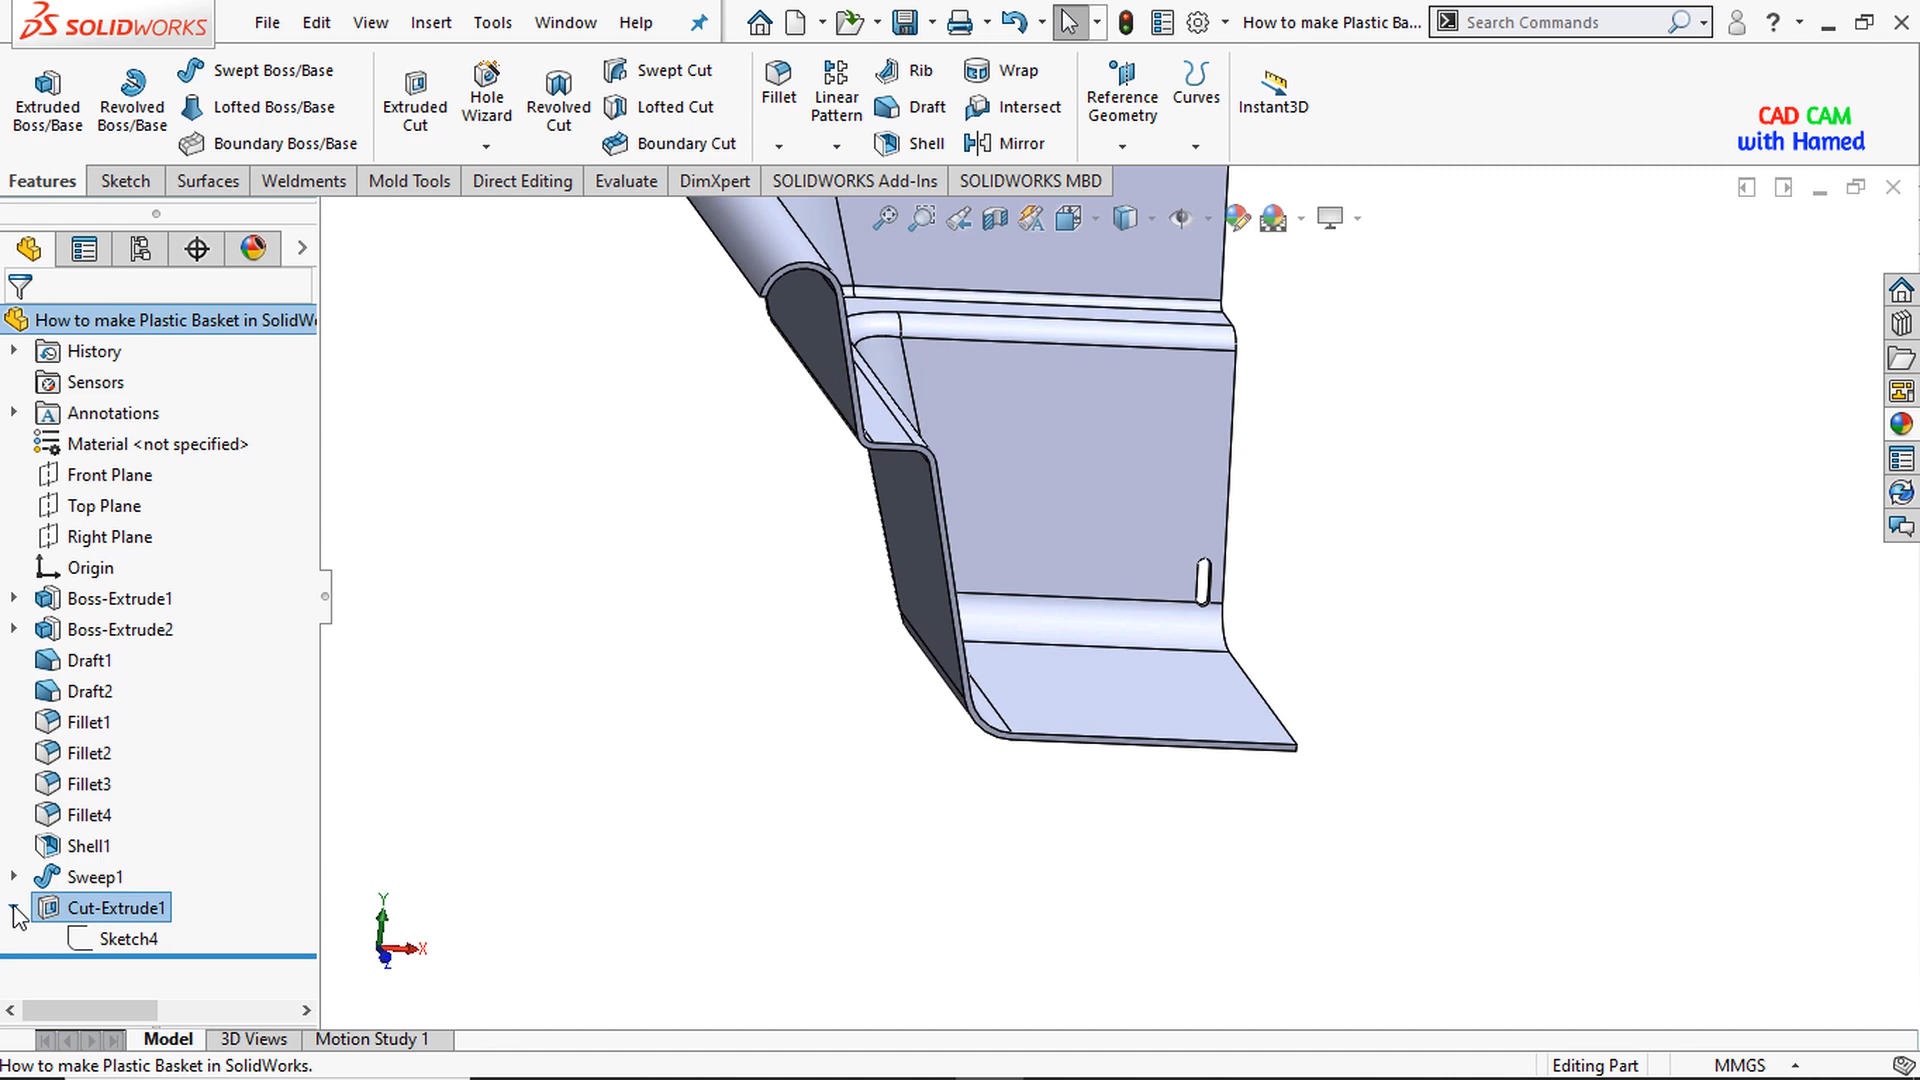 SOLIDWORKS File Edit View Insert Tools Window Help How to make Plastic Ba... Search Commands ?
Extruded Boss/Base
Revolved Boss/Base
Swept Boss/Base
Lofted Boss/Base
Boundary Boss/Base
Extruded Cut
Hole Wizard
Revolved Cut
Swept Cut
Lofted Cut
Boundary Cut
Fillet
Linear Pattern
Rib
Draft
Shell
Wrap
Intersect
Mirror
Reference Geometry
Curves
Instant3D
CAD CAM
with Hamed
Features Sketch Surfaces Weldments Mold Tools Direct Editing Evaluate DimXpert SOLIDWORKS Add-Ins SOLIDWORKS MBD
How to make Plastic Basket in SolidW
History
Sensors
Annotations
Material <not specified>
Front Plane
Top Plane
Right Plane
Origin
Boss-Extrude1
Boss-Extrude2
Draft1
Draft2
Fillet1
Fillet2
Fillet3
Fillet4
Shell1
Sweep1
Cut-Extrude1
Sketch4
Y
X
Z
Model 3D Views Motion Study 1
How to make Plastic Basket in SolidWorks. Editing Part MMGS